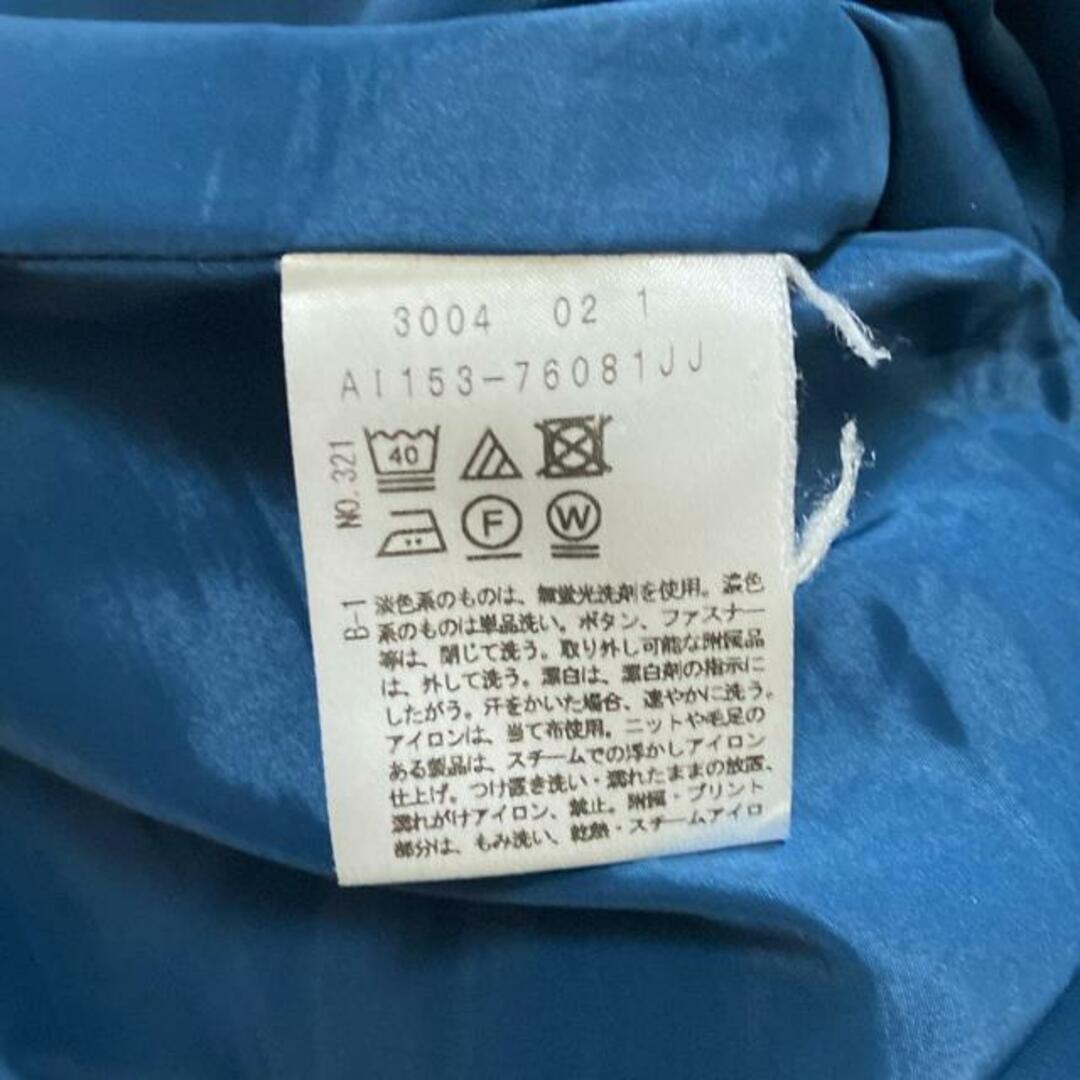 3004 02 1
AI153-76081JJ
NO.321
40
F
W
B-1
淡色系のものは、無蛍光洗剤を使用。濃色
系のものは単品洗い。ボタン、ファスナー
等は、閉じて洗う。取り外し可能な附属品
は、外して洗う。漂白は、漂白剤の指示に
したがう。汗をかいた場合、速やかに洗う。
アイロンは、当て布使用。ニットや毛足の
ある製品は、スチームでの浮かしアイロン
仕上げ。つけ置き洗い・濡れたままの放置、
濡れがけアイロン、禁止。附属・プリント
部分は、もみ洗い、乾熱・スチームアイロ